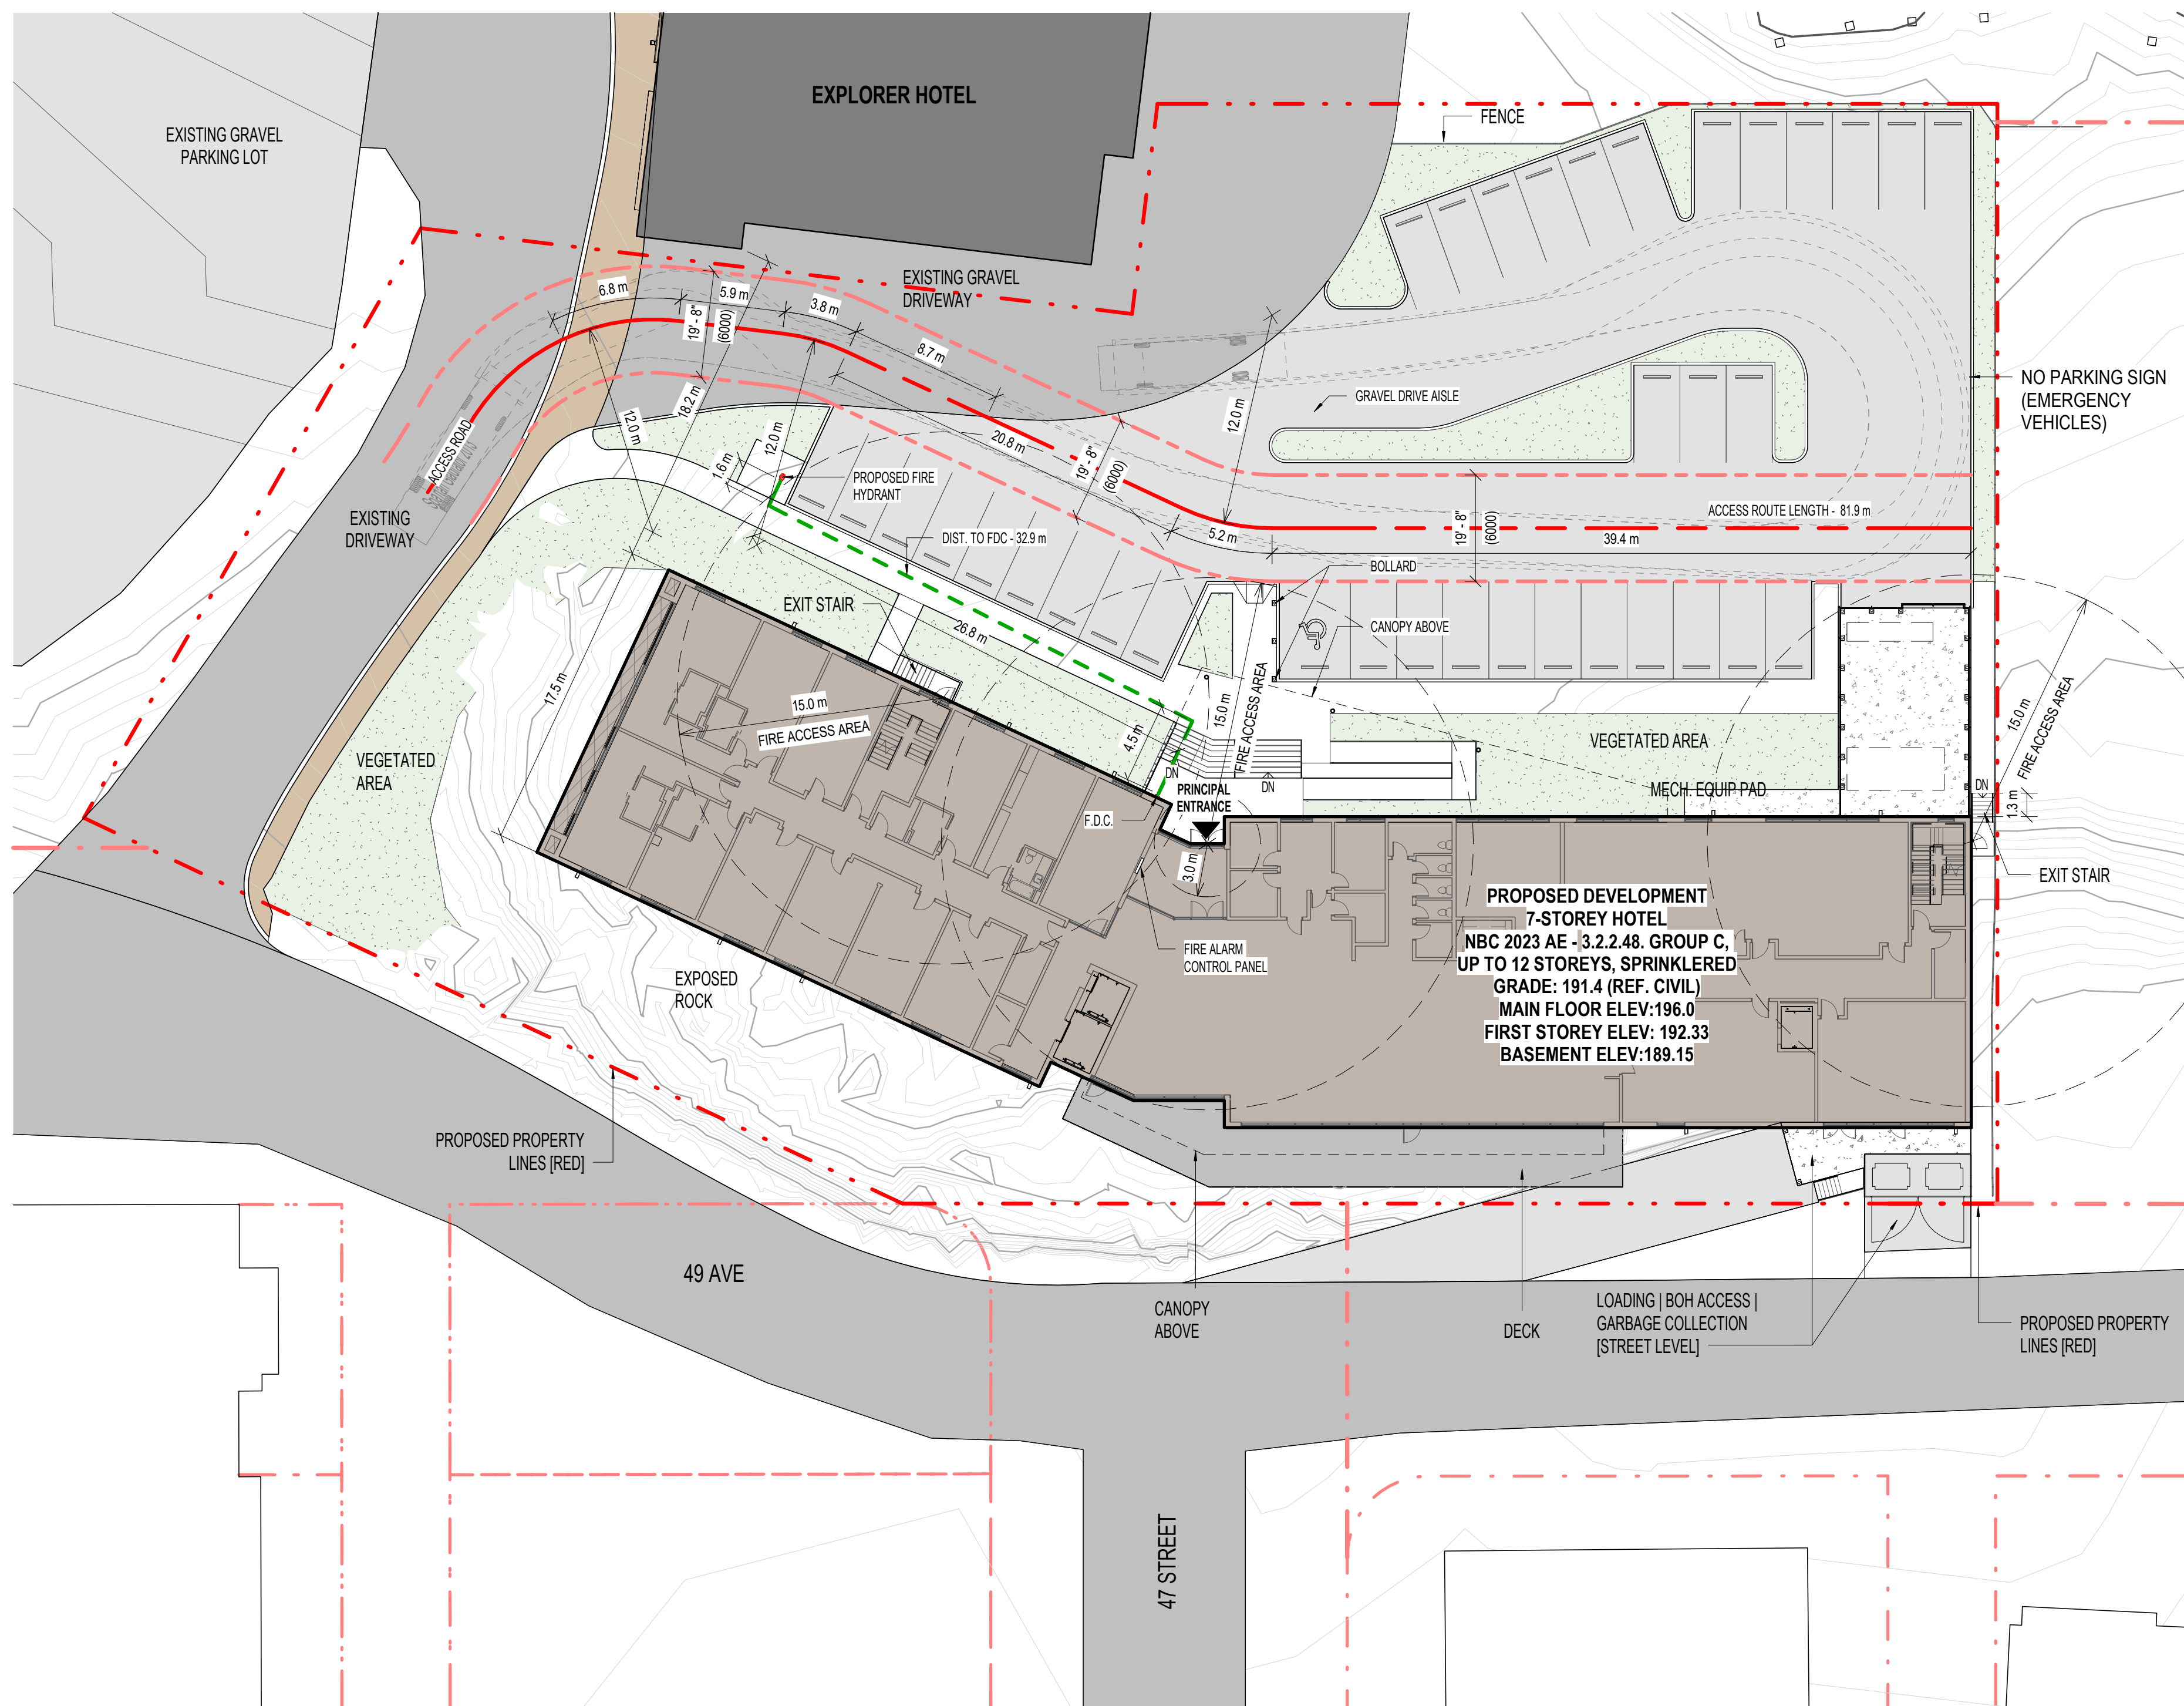 EXPLORER HOTEL
FENCE
EXISTING GRAVEL
PARKING LOT
EXISTING GRAVEL
DRIVEWAY
6.8 m
5.9 m
3.8 m
19' - 8"
(6000)
8.7 m
18.2 m
12.0 m
12.0 m
1.6 m
12.0 m
20.8 m
19' - 8"
(6000)
ACCESS ROAD
GRAVEL DRIVE AISLE
NO PARKING SIGN
(EMERGENCY
VEHICLES)
PROPOSED FIRE
HYDRANT
EXISTING
DRIVEWAY
DIST. TO FDC - 32.9 m
5.2 m
19' - 8"
(6000)
ACCESS ROUTE LENGTH - 81.9 m
39.4 m
BOLLARD
EXIT STAIR
26.8 m
CANOPY ABOVE
17.5 m
15.0 m
FIRE ACCESS AREA
15.0 m
FIRE ACCESS AREA
4.5 m
15.0 m
FIRE ACCESS AREA
VEGETATED
AREA
VEGETATED AREA
MECH. EQUIP PAD
DN
DN
DN
1.3 m
PRINCIPAL
ENTRANCE
F.D.C.
3.0 m
EXIT STAIR
PROPOSED DEVELOPMENT
7-STOREY HOTEL
NBC 2023 AE - 3.2.2.48. GROUP C,
UP TO 12 STOREYS, SPRINKLERED
GRADE: 191.4 (REF. CIVIL)
MAIN FLOOR ELEV:196.0
FIRST STOREY ELEV: 192.33
BASEMENT ELEV:189.15
FIRE ALARM
CONTROL PANEL
EXPOSED
ROCK
PROPOSED PROPERTY
LINES [RED]
49 AVE
CANOPY
ABOVE
DECK
LOADING | BOH ACCESS |
GARBAGE COLLECTION
[STREET LEVEL]
PROPOSED PROPERTY
LINES [RED]
47 STREET